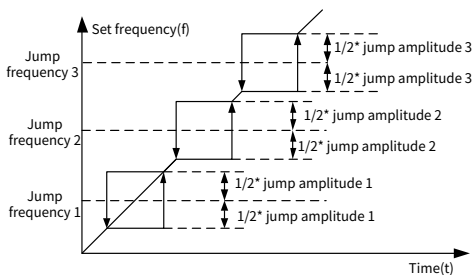 Set frequency(f)
Jump
frequency 3
1/2* jump amplitude 3
1/2* jump amplitude 3
Jump
frequency 2
1/2* jump amplitude 2
1/2* jump amplitude 2
Jump
frequency 1
1/2* jump amplitude 1
1/2* jump amplitude 1
Time(t)